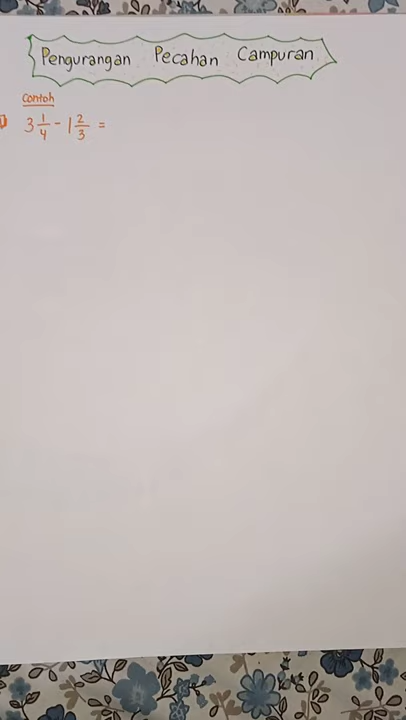 Pengurangan Pecahan Campuran
Contoh
1) 3 1/4 - 1 2/3 =